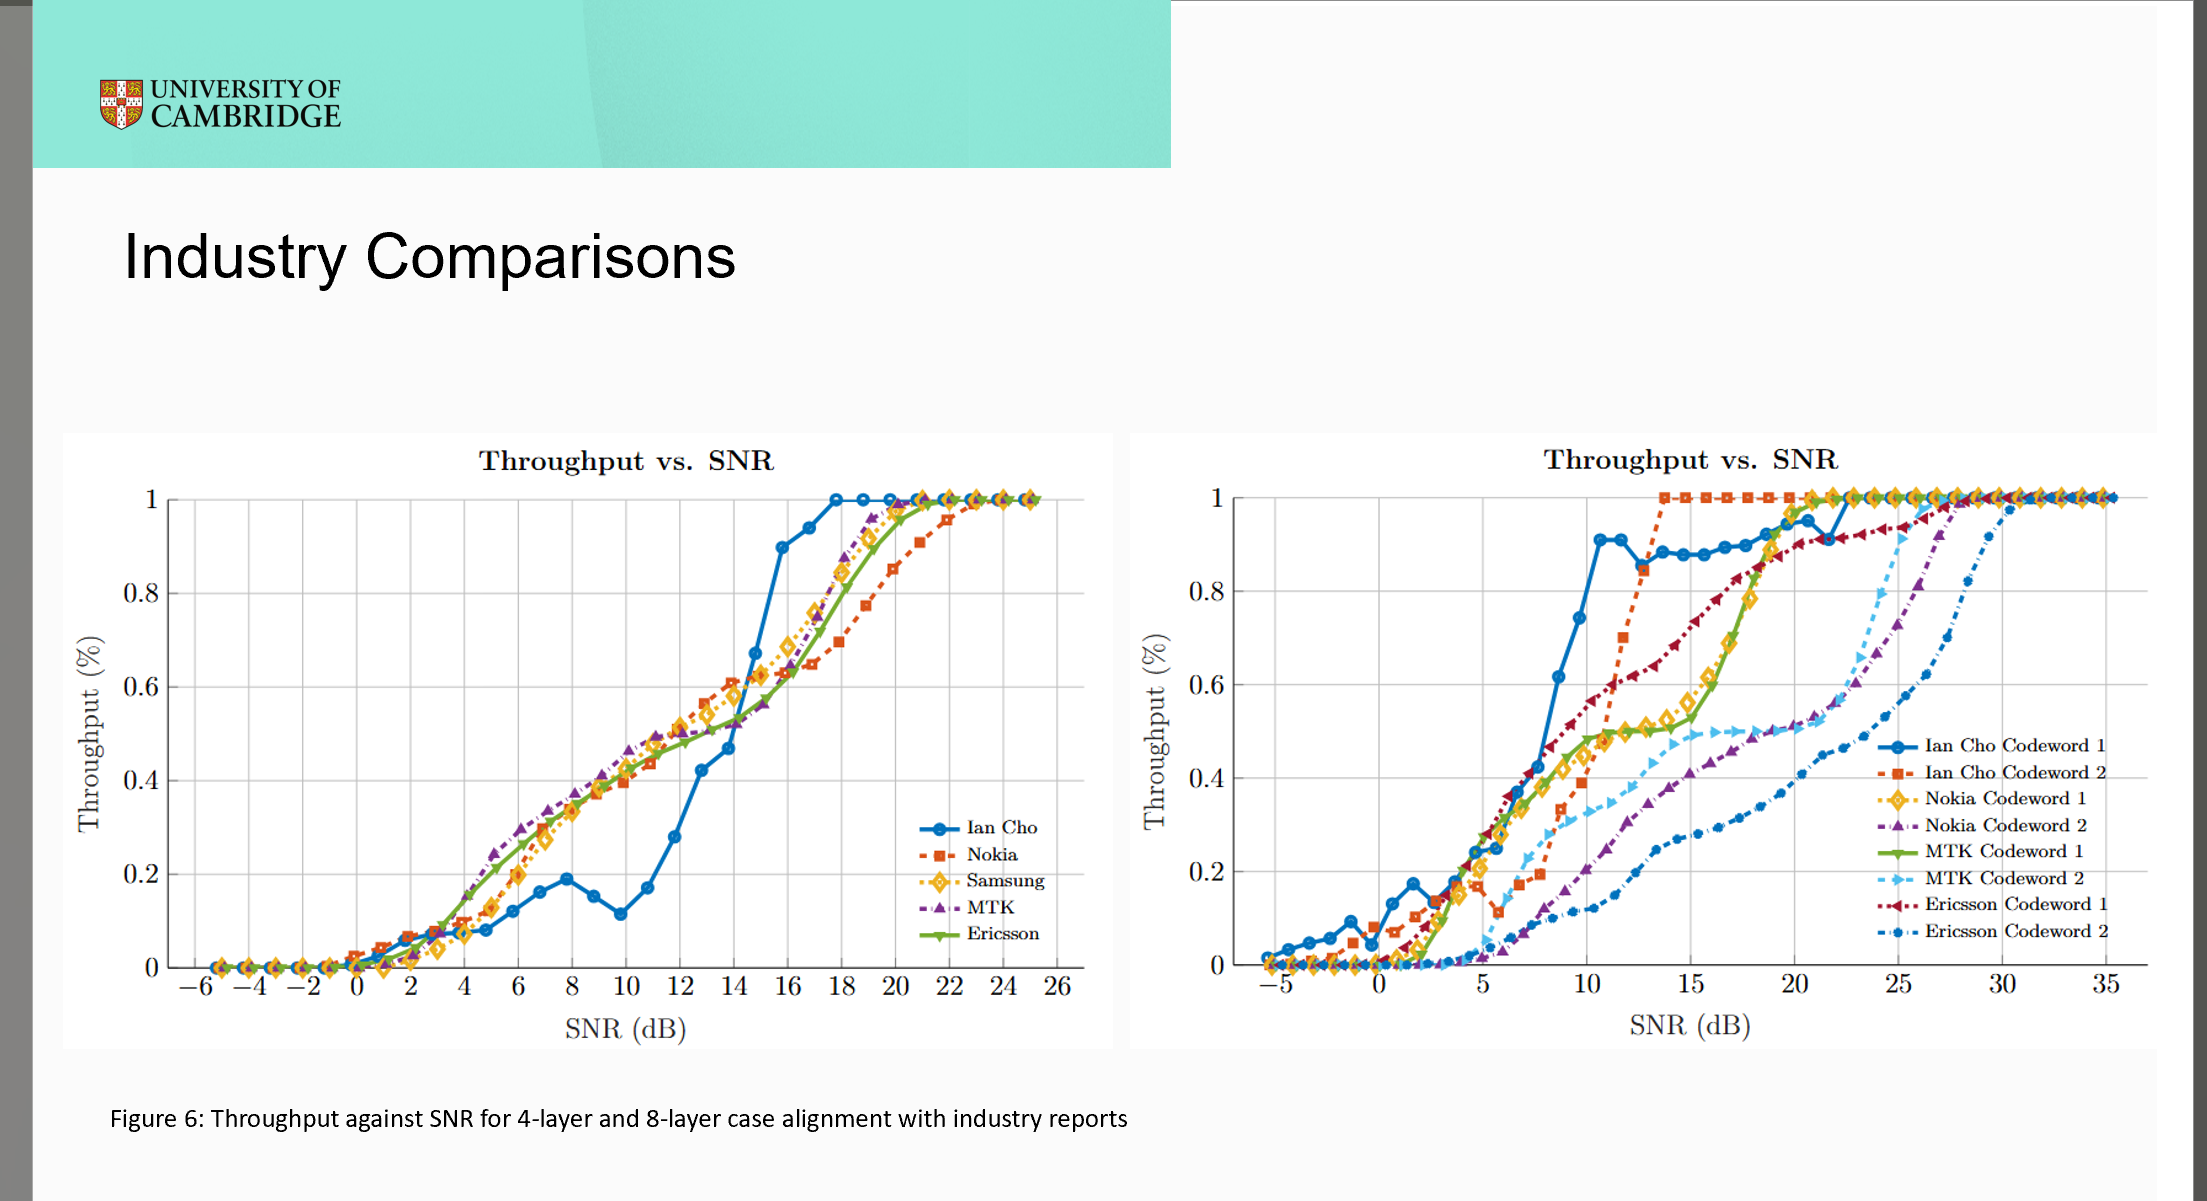 UNIVERSITY OF
CAMBRIDGE
Industry Comparisons
Throughput vs. SNR
1
0.8
0.6
0.4
0.2
0
Throughput (%)
−6 −4 −2 0 2 4 6 8 10 12 14 16 18 20 22 24 26
SNR (dB)
Ian Cho
Nokia
Samsung
MTK
Ericsson
Throughput vs. SNR
1
0.8
0.6
0.4
0.2
0
Throughput (%)
−5 0 5 10 15 20 25 30 35
SNR (dB)
Ian Cho Codeword 1
Ian Cho Codeword 2
Nokia Codeword 1
Nokia Codeword 2
MTK Codeword 1
MTK Codeword 2
Ericsson Codeword 1
Ericsson Codeword 2
Figure 6: Throughput against SNR for 4-layer and 8-layer case alignment with industry reports